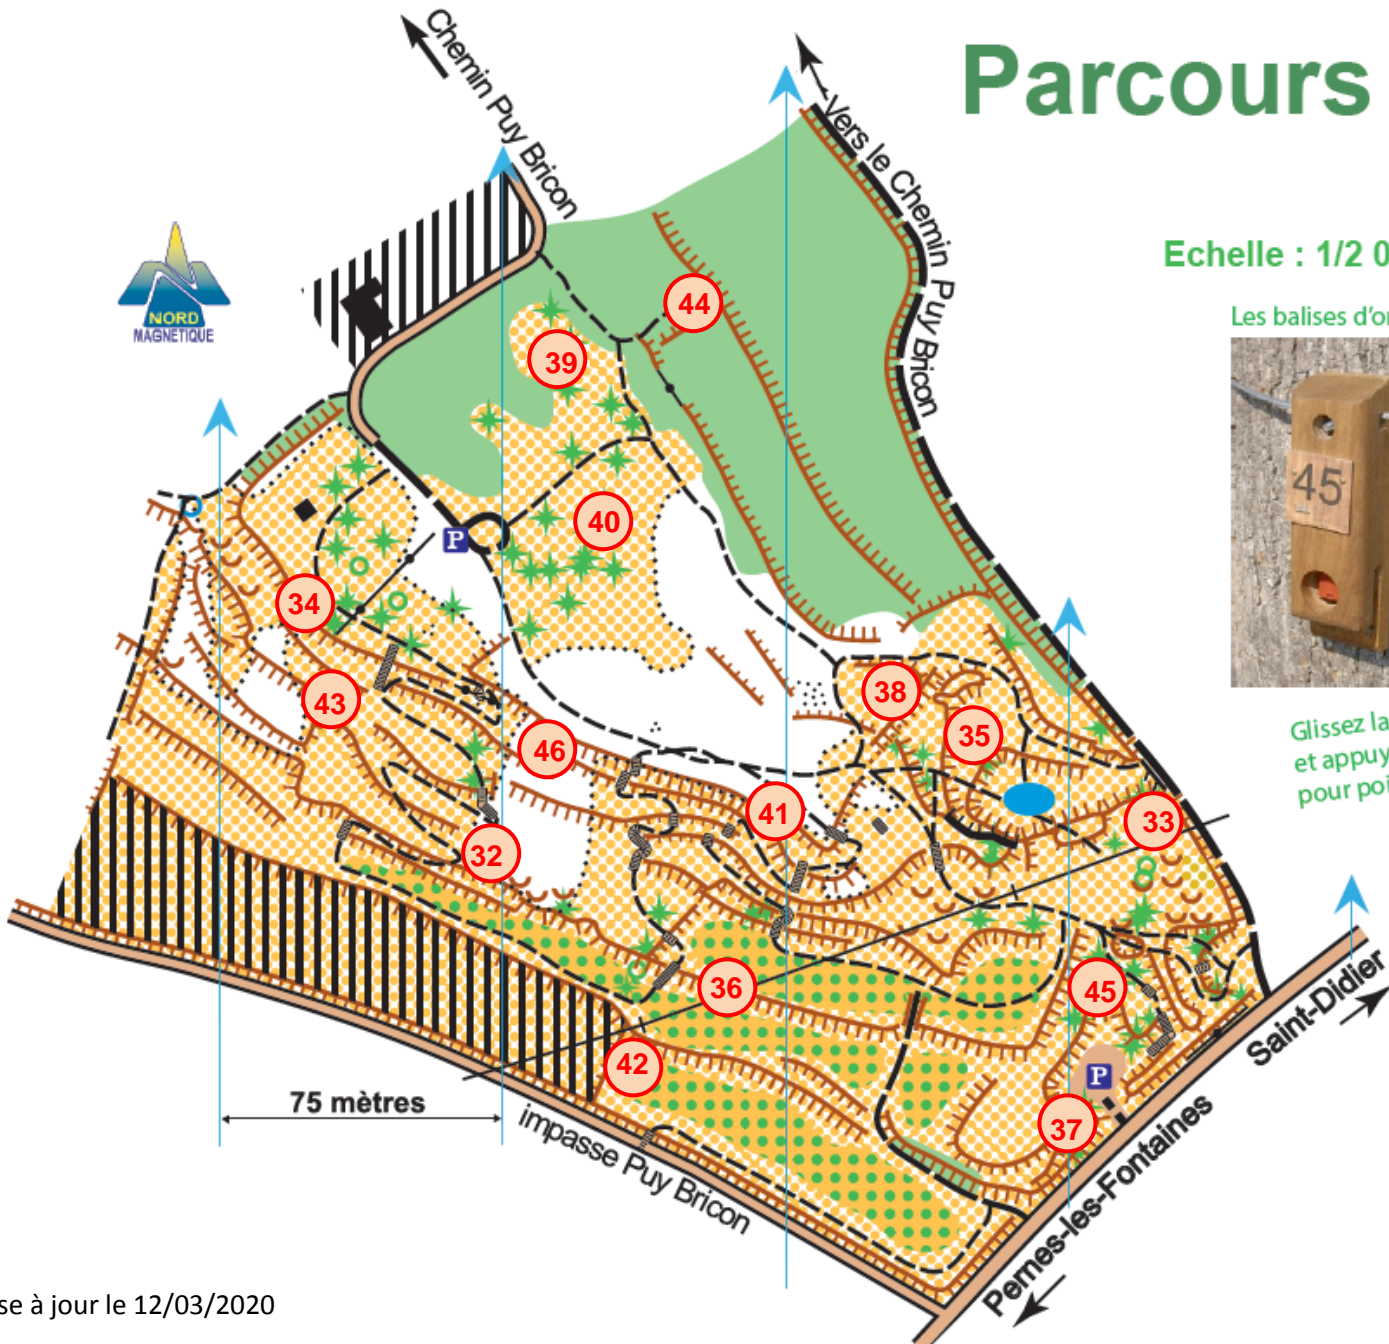 Parcours
Chemin Puy Bricon
Vers le Chemin Puy Bricon
Echelle : 1/2 0
Les balises d'or
NORD
MAGNETIQUE
44
39
45
40
P
34
38
43
35
46
Glissez la
et appuy
pour poi
41
33
32
36
45
42
P
37
75 mètres
impasse Puy Bricon
Saint-Didier
Pernes-les-Fontaines
se à jour le 12/03/2020